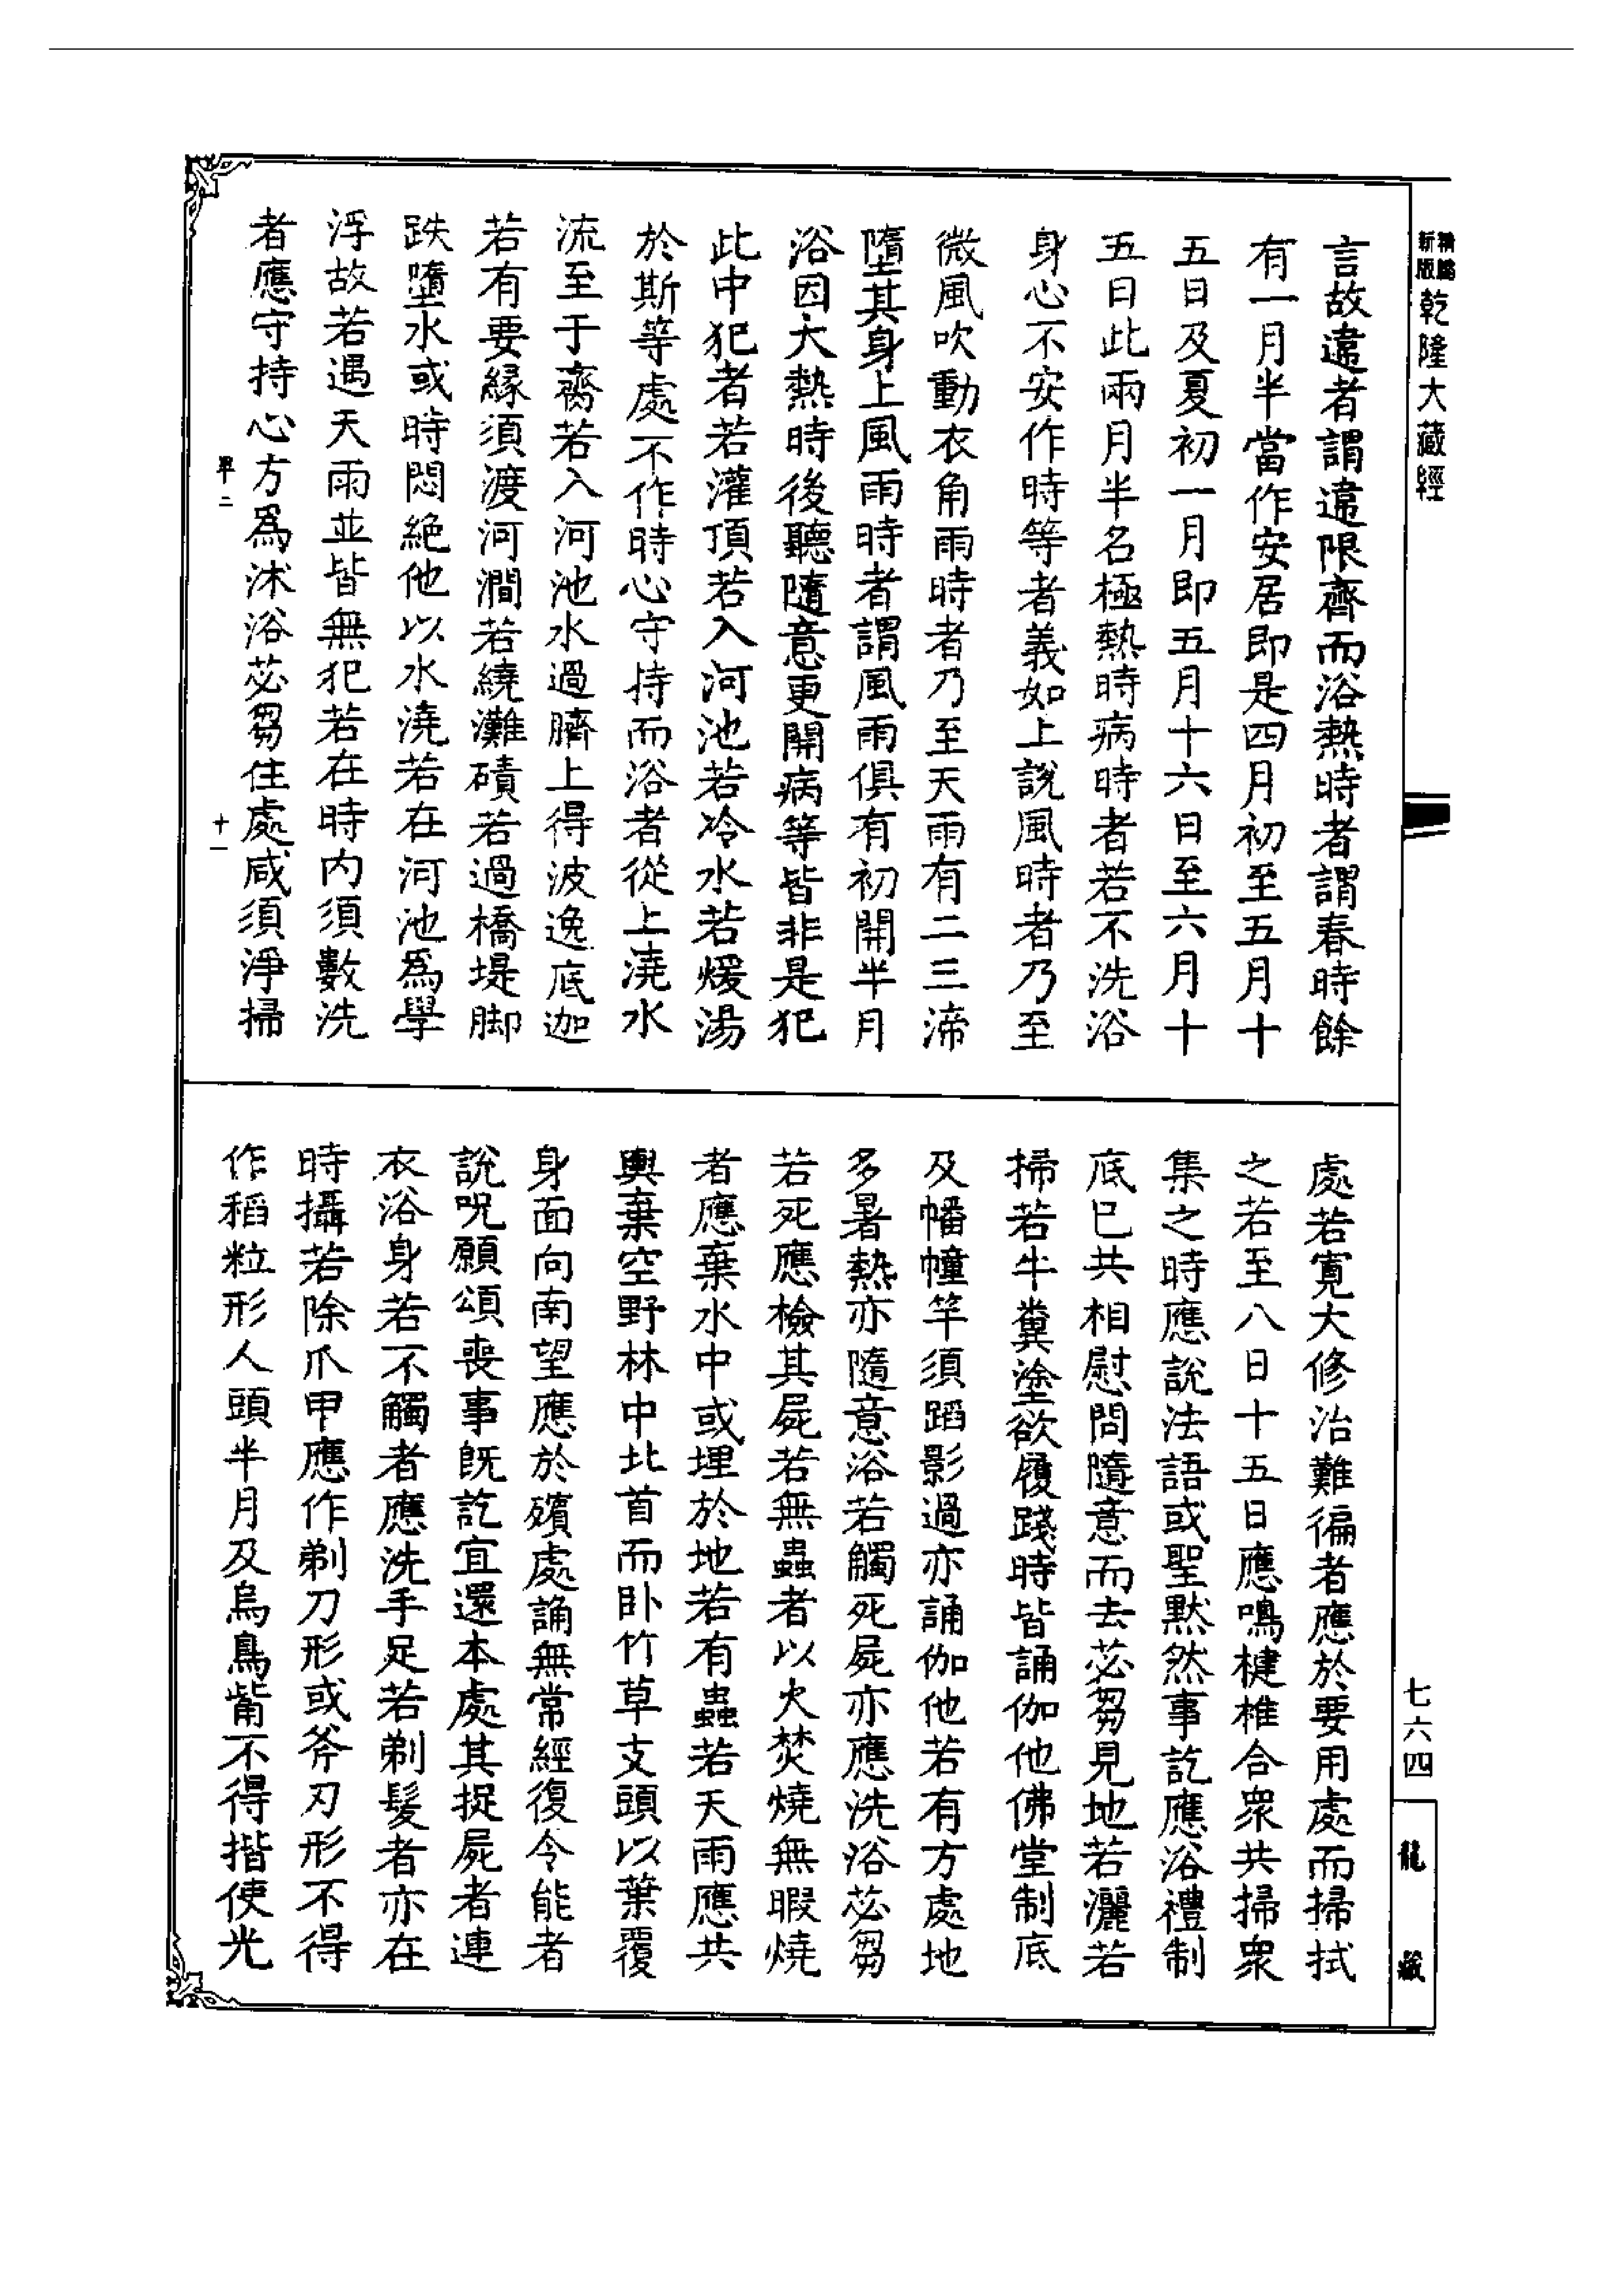 新版
精縮
乾隆大藏經
言故違者謂違限齊而浴熱時者謂春時餘
有一月半當作安居即是四月初至五月十
五日及夏初一月即五月十六日至六月十
五日此兩月半名極熱時病時者若不洗浴
身心不安作時等者義如上說風時者乃至
微風吹動衣角雨時者乃至天雨有二三渧
墮其身上風雨時者謂風雨俱有初開半月
浴因大熱時後聽隨意更開病等皆非是犯
此中犯者若灌頂若入河池若冷水若煖湯
於斯等處不作時心守持而浴者從上澆水
流至于齋若入河池水過臍上得波逸底迦
若有要緣須渡河澗若繞灘磧若過橋堤脚
跌墮水或時悶絕他以水澆若在河池為學
浮故若遇天雨並皆無犯若在時內須數洗
者應守持心方為沐浴苾芻住處咸須淨掃
十一
處若寬大修治難徧者應於要用處而掃拭
之若至八日十五日應鳴楗椎合眾共掃眾
集之時應說法語或聖默然事訖應浴禮制
底已共相慰問隨意而去苾芻見地若灑若
掃若牛糞塗欲履踐時皆誦伽他佛堂制底
及幡幢竿須蹈影過亦誦伽他若有方處地
多暑熱亦隨意浴若觸死屍亦應洗浴苾芻
若死應檢其屍若無蟲者以火焚燒無暇燒
者應棄水中或埋於地若有蟲若天雨應共
輿棄空野林中北首而臥竹草支頭以葉覆
身面向南望應於殯處誦無常經復令能者
說呪願頌喪事既訖宜還本處其捉屍者連
衣浴身若不觸者應洗手足若剃髮者亦在
時攝若除爪甲應作剃刀形或斧刃形不得
作稻粒形人頭半月及烏鳥觜不得揩使光
七六四
龍藏